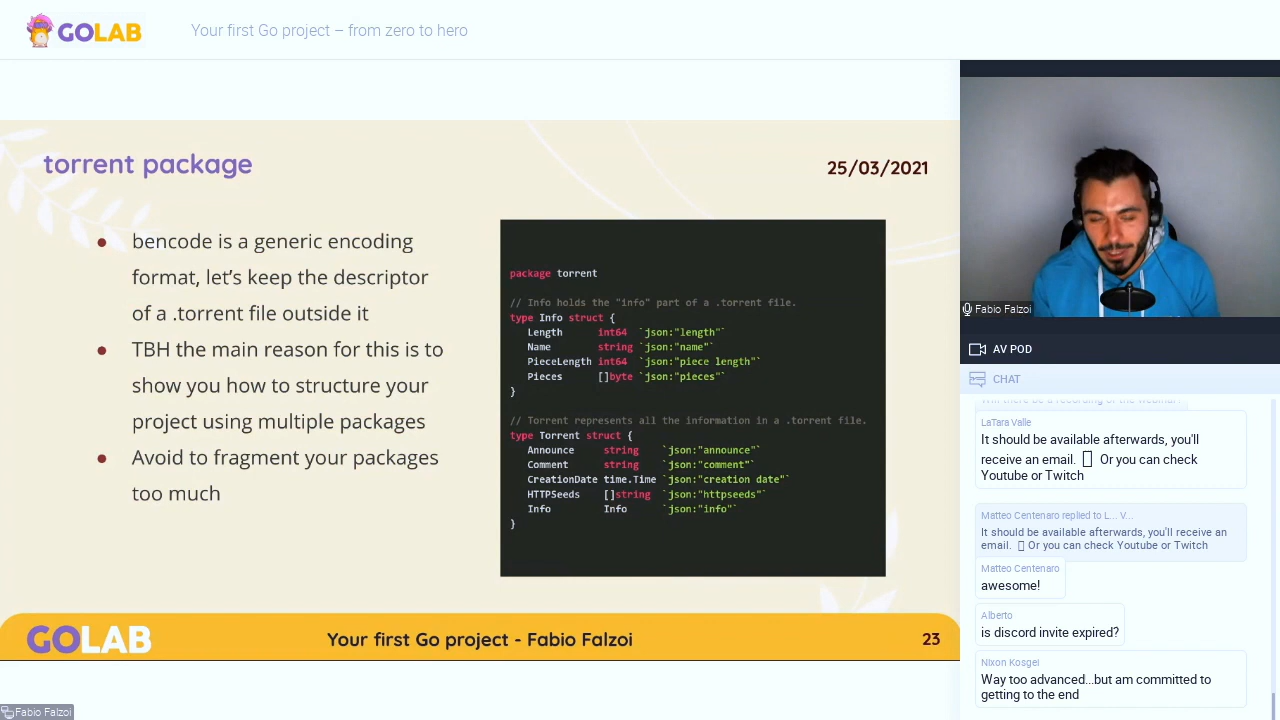 GOLAB
Your first Go project – from zero to hero
torrent package
25/03/2021
● bencode is a generic encoding
format, let's keep the descriptor
of a .torrent file outside it
● TBH the main reason for this is to
show you how to structure your
project using multiple packages
● Avoid to fragment your packages
too much
package torrent
// Info holds the "info" part of a .torrent file.
type Info struct {
Length int64 `json:"length"`
Name string `json:"name"`
PieceLength int64 `json:"piece length"`
Pieces []byte `json:"pieces"`
}
// Torrent represents all the information in a .torrent file.
type Torrent struct {
Announce string `json:"announce"`
Comment string `json:"comment"`
CreationDate time.Time `json:"creation date"`
HTTPSeeds []string `json:"httpseeds"`
Info Info `json:"info"`
}
GOLAB
Your first Go project - Fabio Falzoi
23
Fabio Falzoi
Fabio Falzoi
AV POD
CHAT
Will there be a recording of the webinar?
LaTara Valle
It should be available afterwards, you'll
receive an email. Or you can check
Youtube or Twitch
Matteo Centenaro replied to L... V...
It should be available afterwards, you'll receive an
email. Or you can check Youtube or Twitch
Matteo Centenaro
awesome!
Alberto
is discord invite expired?
Nixon Kosgei
Way too advanced...but am committed to
getting to the end